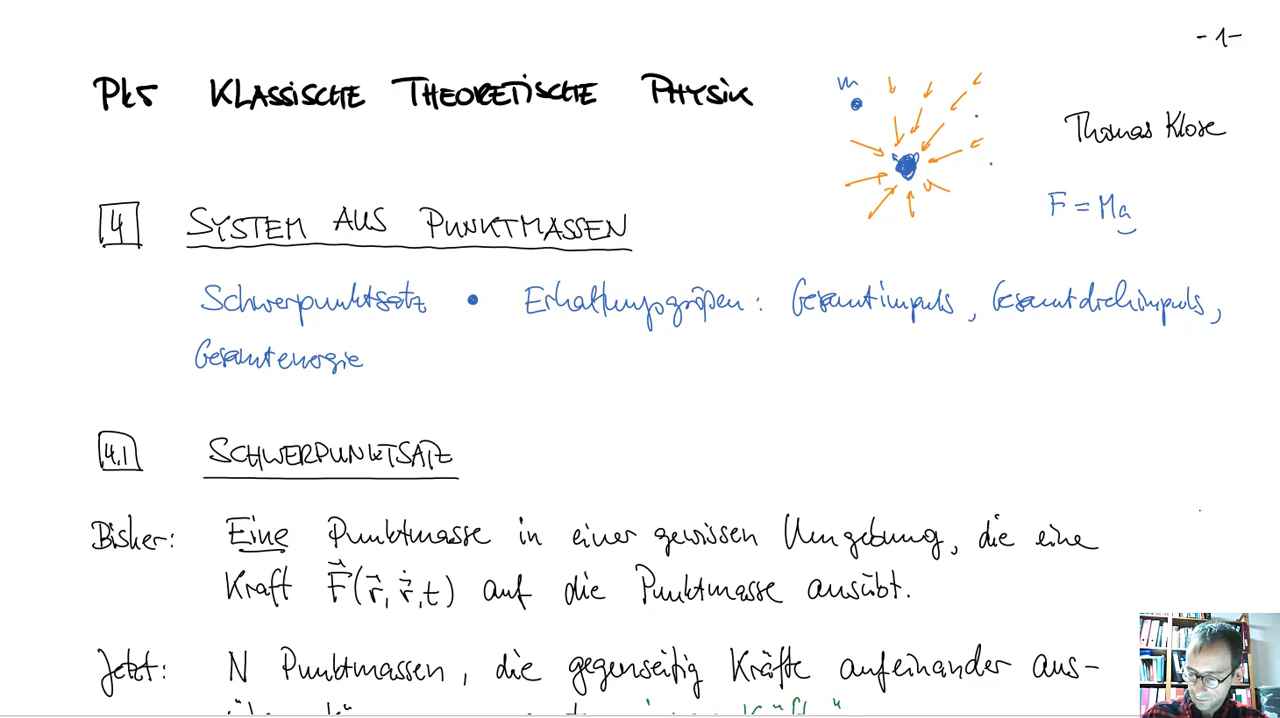 - 1 -
Pk5 KLASSISCHE THEORETISCHE PHYSIK
m
Thomas Klose
F = Ma
4 SYSTEM AUS PUNKTMASSEN
Schwerpunktsatz • Erhaltungsgrößen: Gesamtimpuls, Gesamtdrehimpuls,
Gesamtenergie
4.1 SCHWERPUNKTSATZ
Bisher: Eine Punktmasse in einer gewissen Umgebung, die eine
Kraft F⃗(r⃗, ṙ⃗, t) auf die Punktmasse ausübt.
Jetzt: N Punktmassen, die gegenseitig Kräfte aufeinander aus-